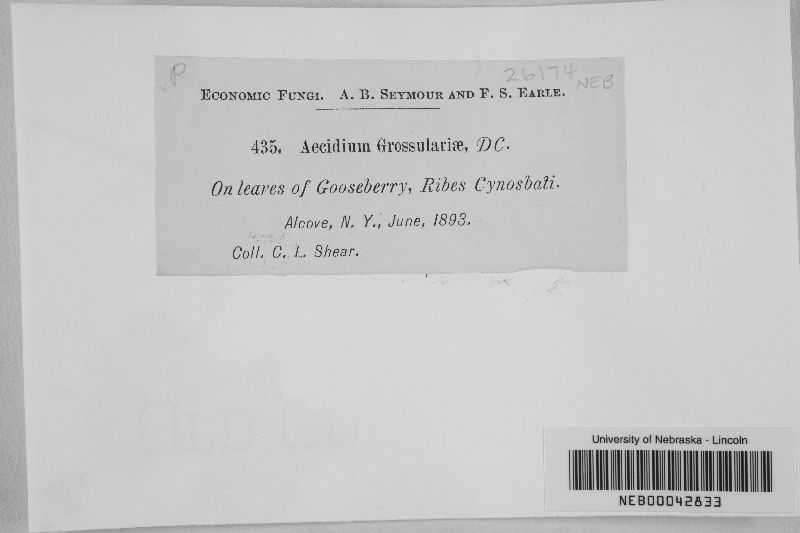 P
26174
NEB
ECONOMIC FUNGI. A. B. SEYMOUR AND F. S. EARLE.
435. Aecidium Grossulariæ, DC.
On leaves of Gooseberry, Ribes Cynosbati.
Alcove, N. Y., June, 1893.
Coll. C. L. Shear.
University of Nebraska - Lincoln
NEB00042833